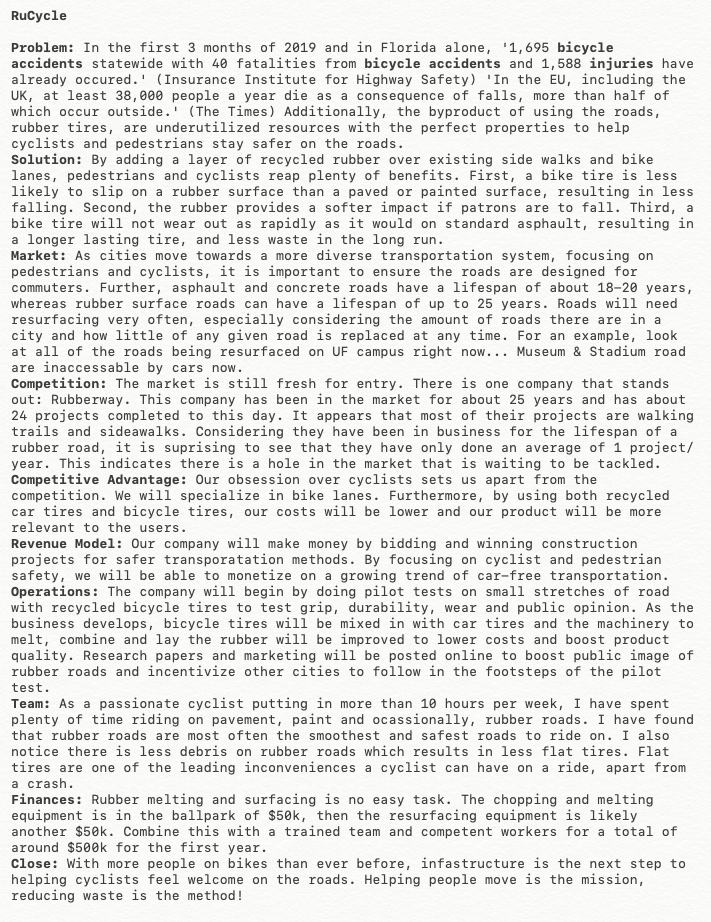 RuCycle
Problem: In the first 3 months of 2019 and in Florida alone, '1,695 bicycle
accidents statewide with 40 fatalities from bicycle accidents and 1,588 injuries have
already occured.' (Insurance Institute for Highway Safety) 'In the EU, including the
UK, at least 38,000 people a year die as a consequence of falls, more than half of
which occur outside.' (The Times) Additionally, the byproduct of using the roads,
rubber tires, are underutilized resources with the perfect properties to help
cyclists and pedestrians stay safer on the roads.
Solution: By adding a layer of recycled rubber over existing side walks and bike
lanes, pedestrians and cyclists reap plenty of benefits. First, a bike tire is less
likely to slip on a rubber surface than a paved or painted surface, resulting in less
falling. Second, the rubber provides a softer impact if patrons are to fall. Third, a
bike tire will not wear out as rapidly as it would on standard asphalt, resulting in
a longer lasting tire, and less waste in the long run.
Market: As cities move towards a more diverse transportation system, focusing on
pedestrians and cyclists, it is important to ensure the roads are designed for
commuters. Further, asphalt and concrete roads have a lifespan of about 18–20 years,
whereas rubber surface roads can have a lifespan of up to 25 years. Roads will need
resurfacing very often, especially considering the amount of roads there are in a
city and how little of any given road is replaced at any time. For an example, look
at all of the roads being resurfaced on UF campus right now... Museum & Stadium road
are inaccessable by cars now.
Competition: The market is still fresh for entry. There is one company that stands
out: Rubberway. This company has been in the market for about 25 years and has about
24 projects completed to this day. It appears that most of their projects are walking
trails and sideawalks. Considering they have been in business for the lifespan of a
rubber road, it is suprising to see that they have only done an average of 1 project/
year. This indicates there is a hole in the market that is waiting to be tackled.
Competitive Advantage: Our obsession over cyclists sets us apart from the
competition. We will specialize in bike lanes. Furthermore, by using both recycled
car tires and bicycle tires, our costs will be lower and our product will be more
relevant to the users.
Revenue Model: Our company will make money by bidding and winning construction
projects for safer transporatation methods. By focusing on cyclist and pedestrian
safety, we will be able to monetize on a growing trend of car–free transportation.
Operations: The company will begin by doing pilot tests on small stretches of road
with recycled bicycle tires to test grip, durability, wear and public opinion. As the
business develops, bicycle tires will be mixed in with car tires and the machinery to
melt, combine and lay the rubber will be improved to lower costs and boost product
quality. Research papers and marketing will be posted online to boost public image of
rubber roads and incentivize other cities to follow in the footsteps of the pilot
test.
Team: As a passionate cyclist putting in more than 10 hours per week, I have spent
plenty of time riding on pavement, paint and ocassionally, rubber roads. I have found
that rubber roads are most often the smoothest and safest roads to ride on. I also
notice there is less debris on rubber roads which results in less flat tires. Flat
tires are one of the leading inconveniences a cyclist can have on a ride, apart from
a crash.
Finances: Rubber melting and surfacing is no easy task. The chopping and melting
equipment is in the ballpark of $50k, then the resurfacing equipment is likely
another $50k. Combine this with a trained team and competent workers for a total of
around $500k for the first year.
Close: With more people on bikes than ever before, infastructure is the next step to
helping cyclists feel welcome on the roads. Helping people move is the mission,
reducing waste is the method!